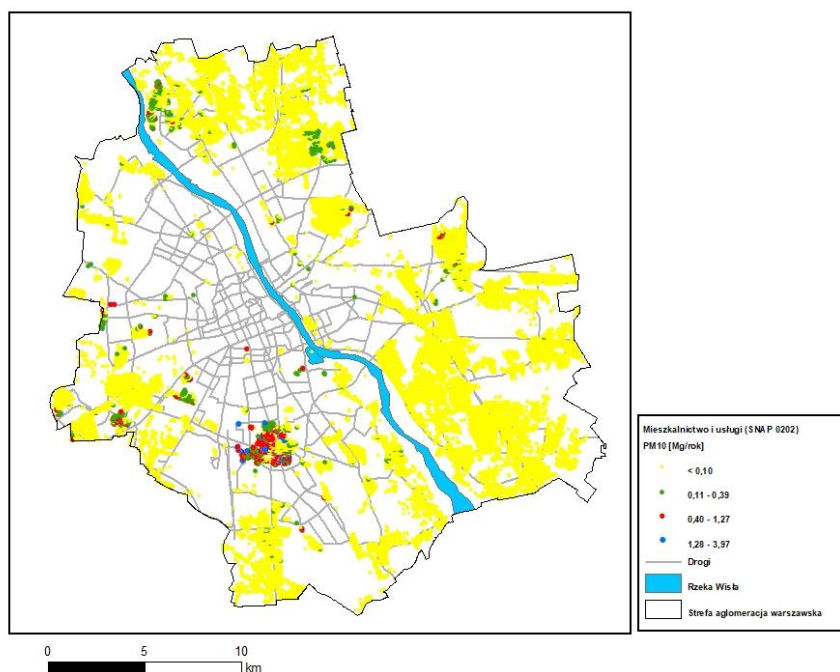 Mieszkalnictwo i usługi (SNAP 0202)
PM10 [Mg/rok]
< 0,10
0,11 - 0,39
0,40 - 1,27
1,28 - 3,97
Drogi
Rzeka Wisła
Strefa aglomeracja warszawska
0 5 10
km